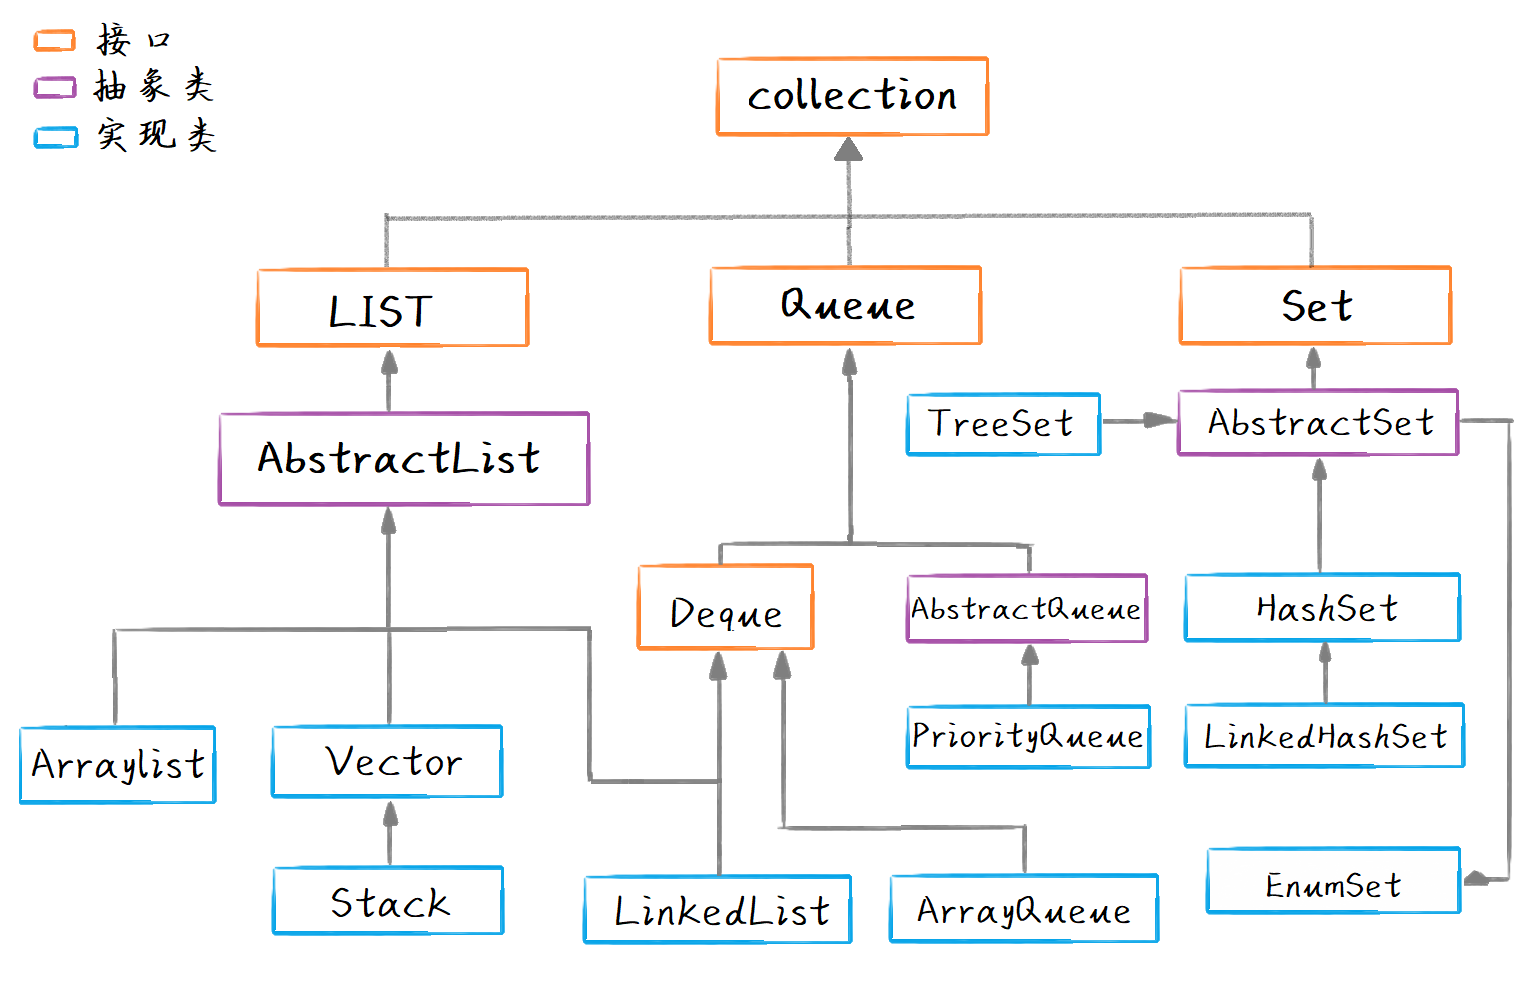 接口
抽象类
实现类
collection
LIST
Queue
Set
TreeSet
AbstractSet
AbstractList
Deque
AbstractQueue
HashSet
Arraylist
Vector
PriorityQueue
LinkedHashSet
Stack
LinkedList
ArrayQueue
EnumSet